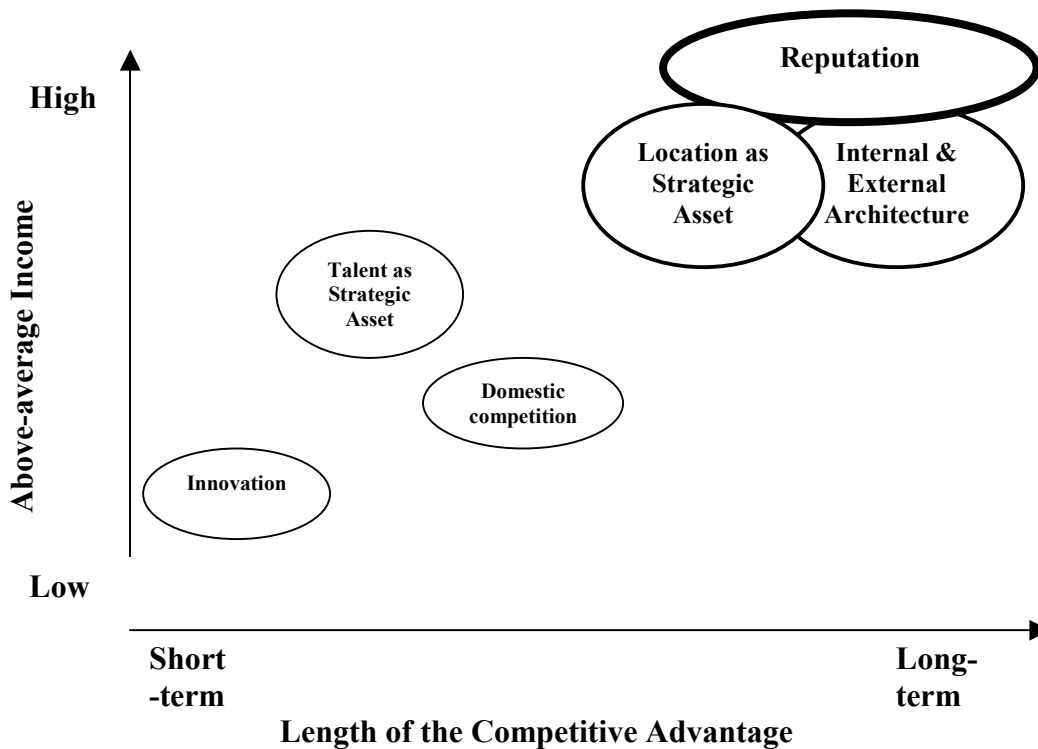 Reputation
High
Location as
Strategic
Asset
Internal &
External
Architecture
Above-average Income
Talent as
Strategic
Asset
Domestic
competition
Innovation
Low
Short
-term
Long-
term
Length of the Competitive Advantage